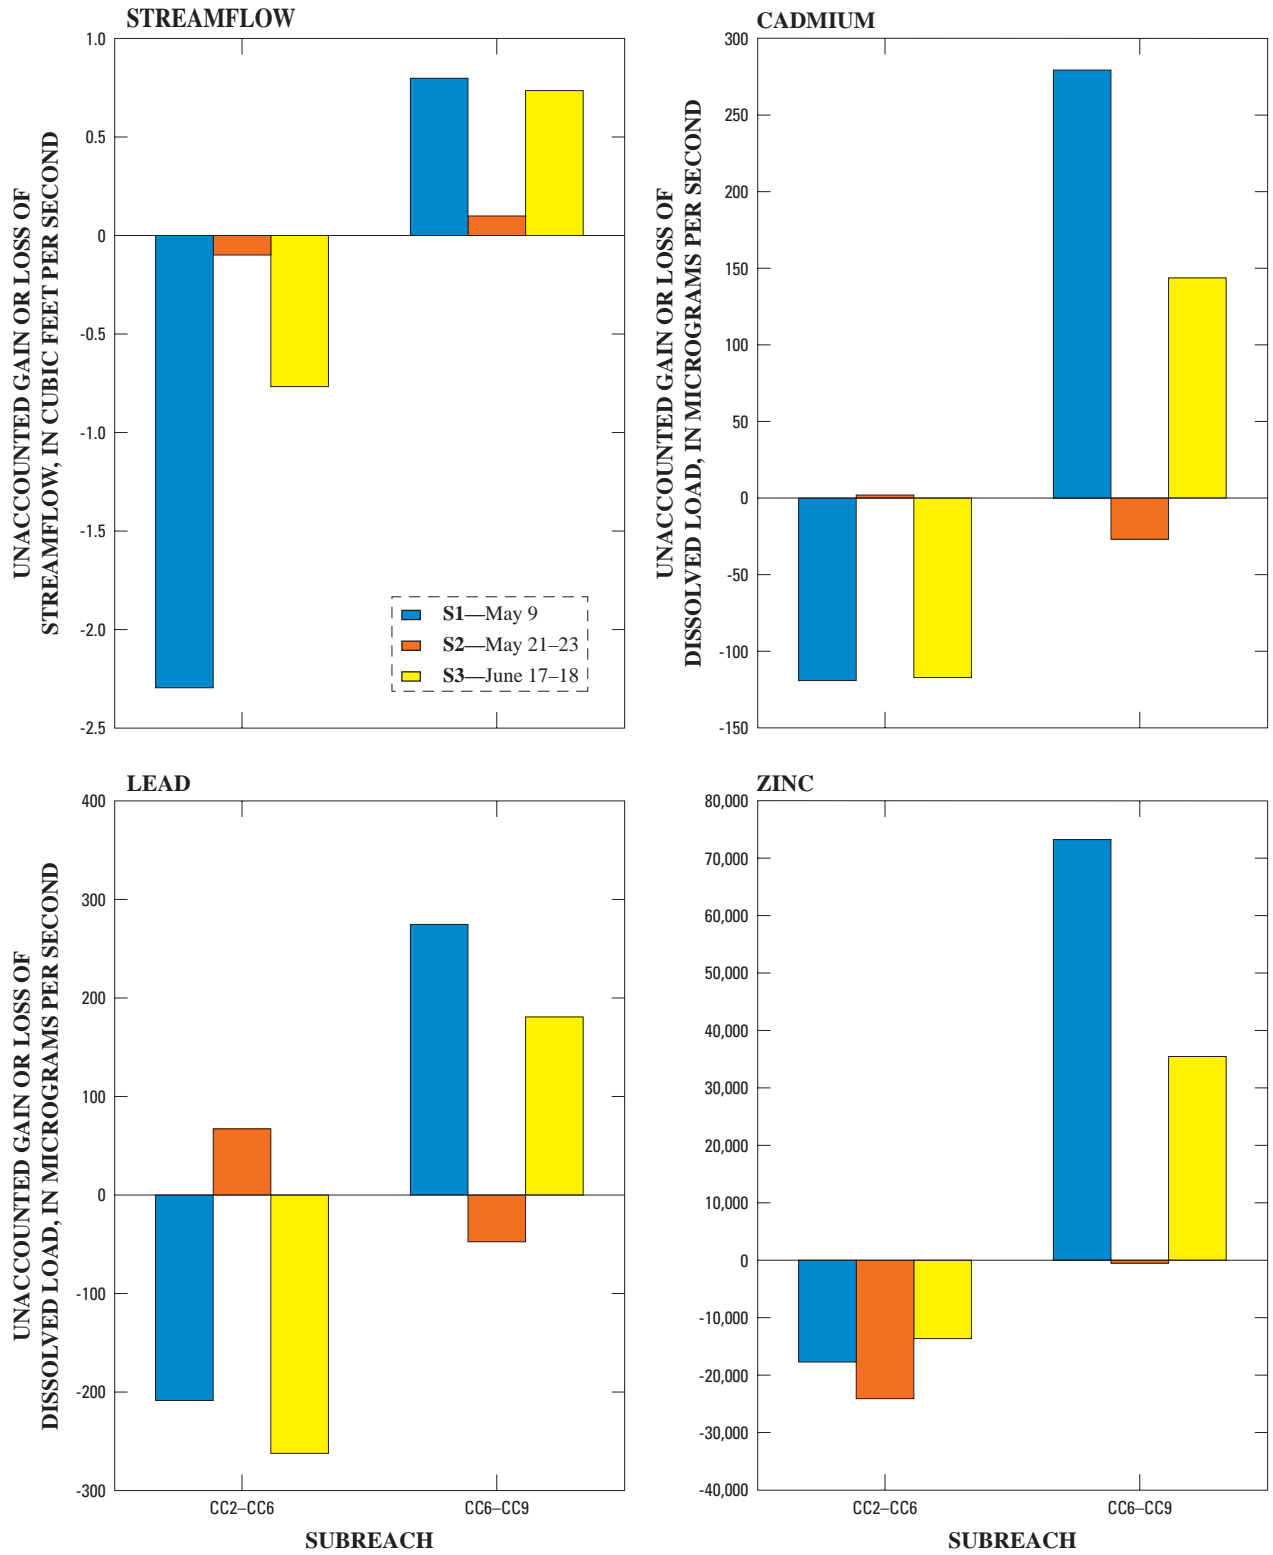 STREAMFLOW
UNACCOUNTED GAIN OR LOSS OF
STREAMFLOW, IN CUBIC FEET PER SECOND
1.0
0.5
0
-0.5
-1.0
-1.5
-2.0
-2.5
S1—May 9
S2—May 21–23
S3—June 17–18
CADMIUM
UNACCOUNTED GAIN OR LOSS OF
DISSOLVED LOAD, IN MICROGRAMS PER SECOND
300
250
200
150
100
50
0
-50
-100
-150
LEAD
UNACCOUNTED GAIN OR LOSS OF
DISSOLVED LOAD, IN MICROGRAMS PER SECOND
400
300
200
100
0
-100
-200
-300
CC2–CC6
CC6–CC9
SUBREACH
ZINC
80,000
70,000
60,000
50,000
40,000
30,000
20,000
10,000
0
-10,000
-20,000
-30,000
-40,000
CC2–CC6
CC6–CC9
SUBREACH